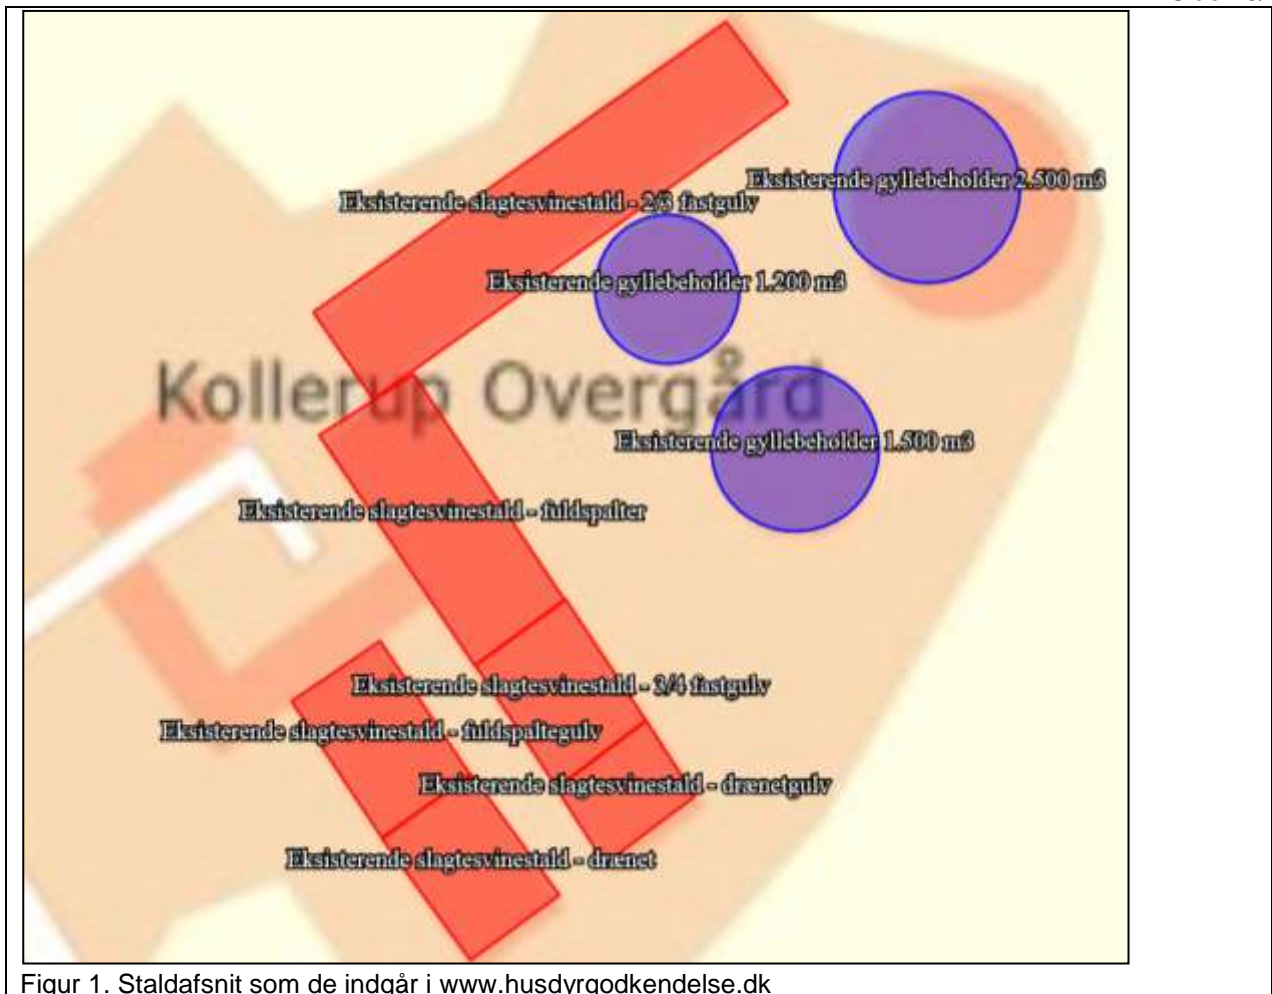 Eksisterende gyllebeholder 2.500 m3
Eksisterende slagtesvinestald - 2/3 fastgulv
Eksisterende gyllebeholder 1.200 m3
Kollerup Overgård
Eksisterende gyllebeholder 1.500 m3
Eksisterende slagtesvinestald - fuldspalter
Eksisterende slagtesvinestald - 3/4 fastgulv
Eksisterende slagtesvinestald - fuldspaltegulv
Eksisterende slagtesvinestald - drænetgulv
Eksisterende slagtesvinestald - drænet
Figur 1. Staldafsnit som de indgår i www.husdyrgodkendelse.dk